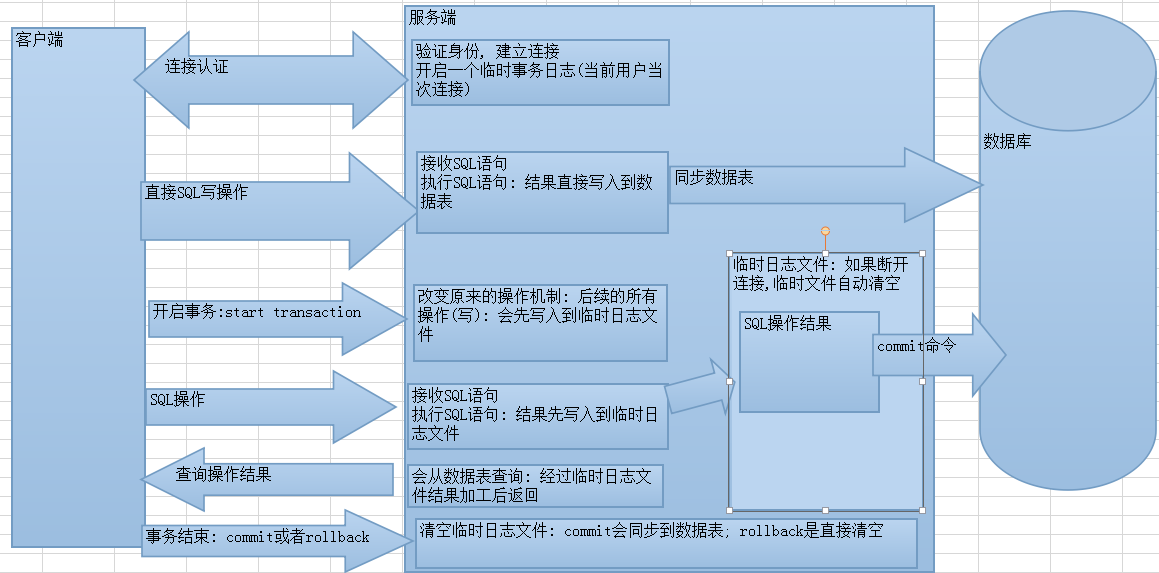 客户端
服务端
连接认证
验证身份, 建立连接
开启一个临时事务日志(当前用户当
次连接)
数据库
直接SQL写操作
接收SQL语句
执行SQL语句: 结果直接写入到数
据表
同步数据表
临时日志文件: 如果断开
连接,临时文件自动清空
开启事务:start transaction
改变原来的操作机制: 后续的所有
操作(写): 会先写入到临时日志文
件
SQL操作结果
commit命令
SQL操作
接收SQL语句
执行SQL语句: 结果先写入到临时日
志文件
查询操作结果
会从数据表查询: 经过临时日志文
件结果加工后返回
事务结束: commit或者rollback
清空临时日志文件: commit会同步到数据表; rollback是直接清空